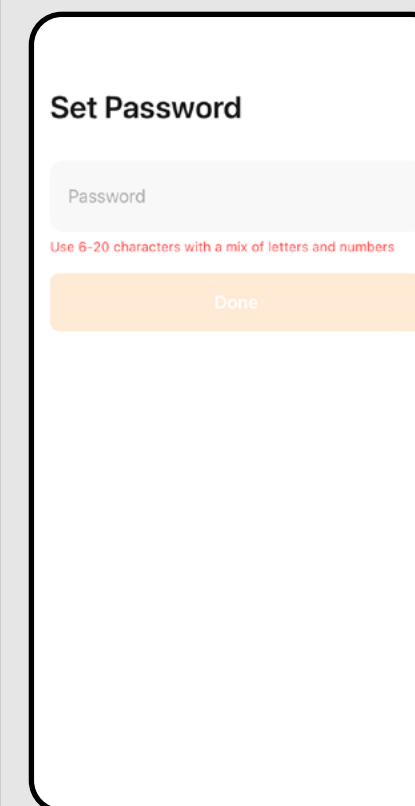 Set Password
Password
Use 6-20 characters with a mix of letters and numbers
Done